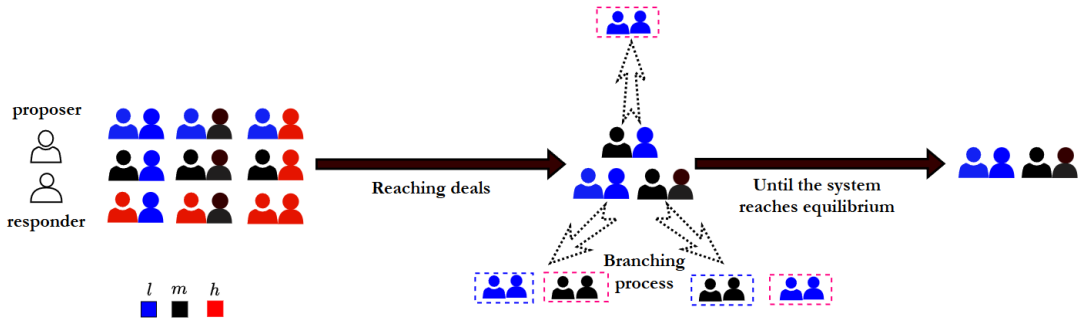 proposer
responder
l m h
Reaching deals
Branching
process
Until the system
reaches equilibrium